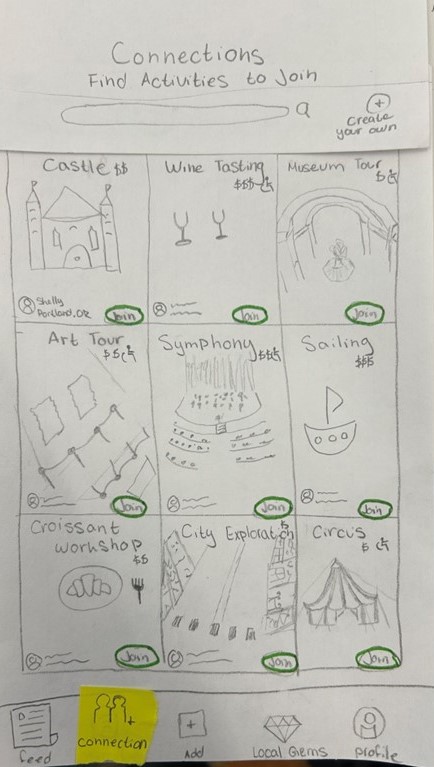 Connections
Find Activities to Join
+
Create
your own
Castle $$
Wine Tasting
$$$
Museum Tour
$
Shelly
Portland, OR
Join
Join
Join
Art Tour
$$
Symphony
$$$
Sailing
$$$
Join
Join
Join
Croissant
workshop
$$
City Exploration
$
Circus
$
Join
Join
Join
Feed
Connection
Add
Local Gems
Profile